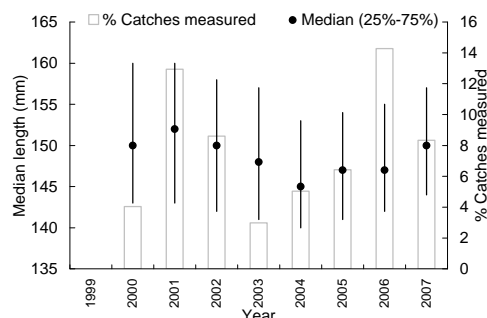 % Catches measured Median (25%-75%)
165 16
160 14
155 12
150 10
145 8
140 6
135 4
2
0
Median length (mm)
% Catches measured
1999 2000 2001 2002 2003 2004 2005 2006 2007
Year